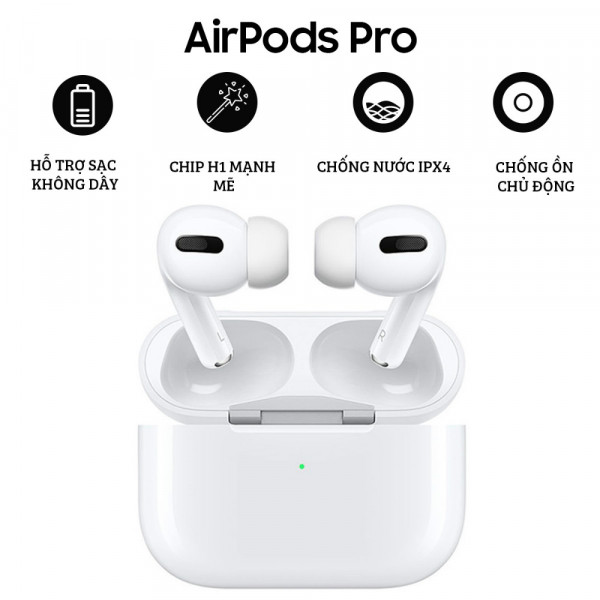 AirPods Pro
HỖ TRỢ SẠC
KHÔNG DÂY
CHIP H1 MẠNH
MẼ
CHỐNG NƯỚC IPX4
CHỐNG ỒN
CHỦ ĐỘNG
L
R